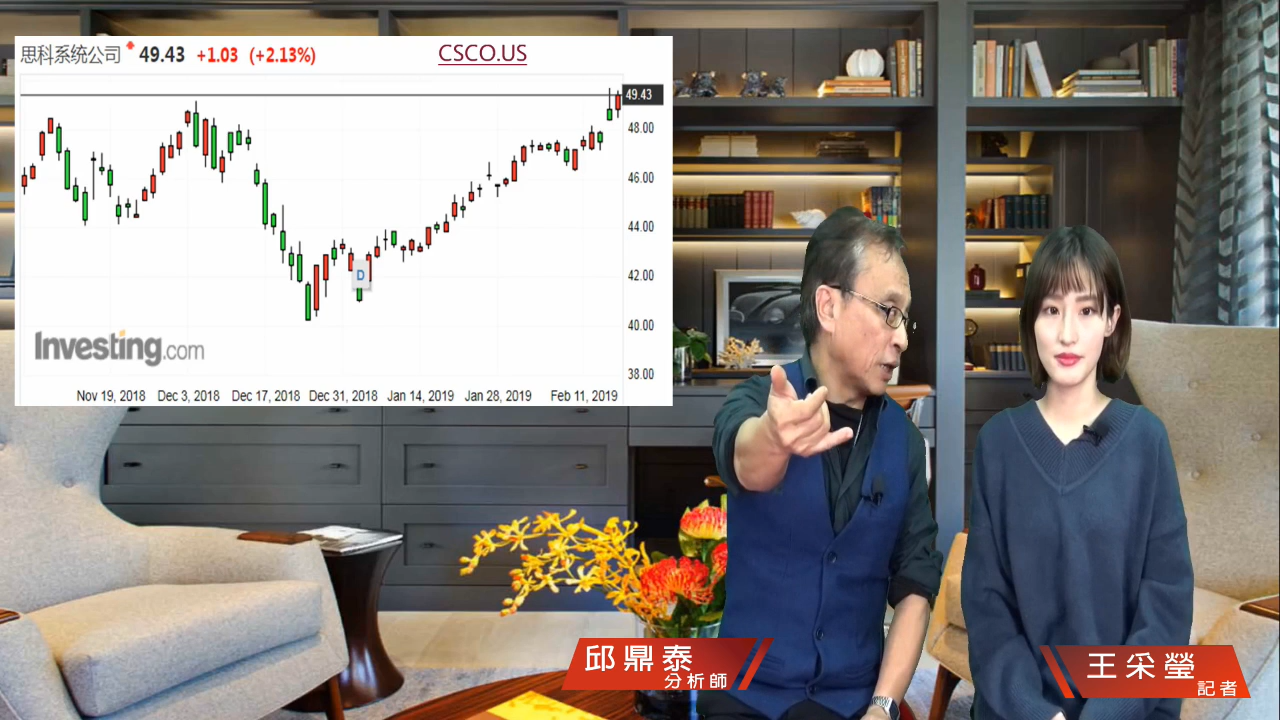 思科系统公司 49.43 +1.03 (+2.13%)
CSCO.US
49.43
48.00
46.00
44.00
42.00
40.00
38.00
D
Investing.com
Nov 19, 2018 Dec 3, 2018 Dec 17, 2018 Dec 31, 2018 Jan 14, 2019 Jan 28, 2019 Feb 11, 2019
邱鼎泰
分析師
王采瑩
記者